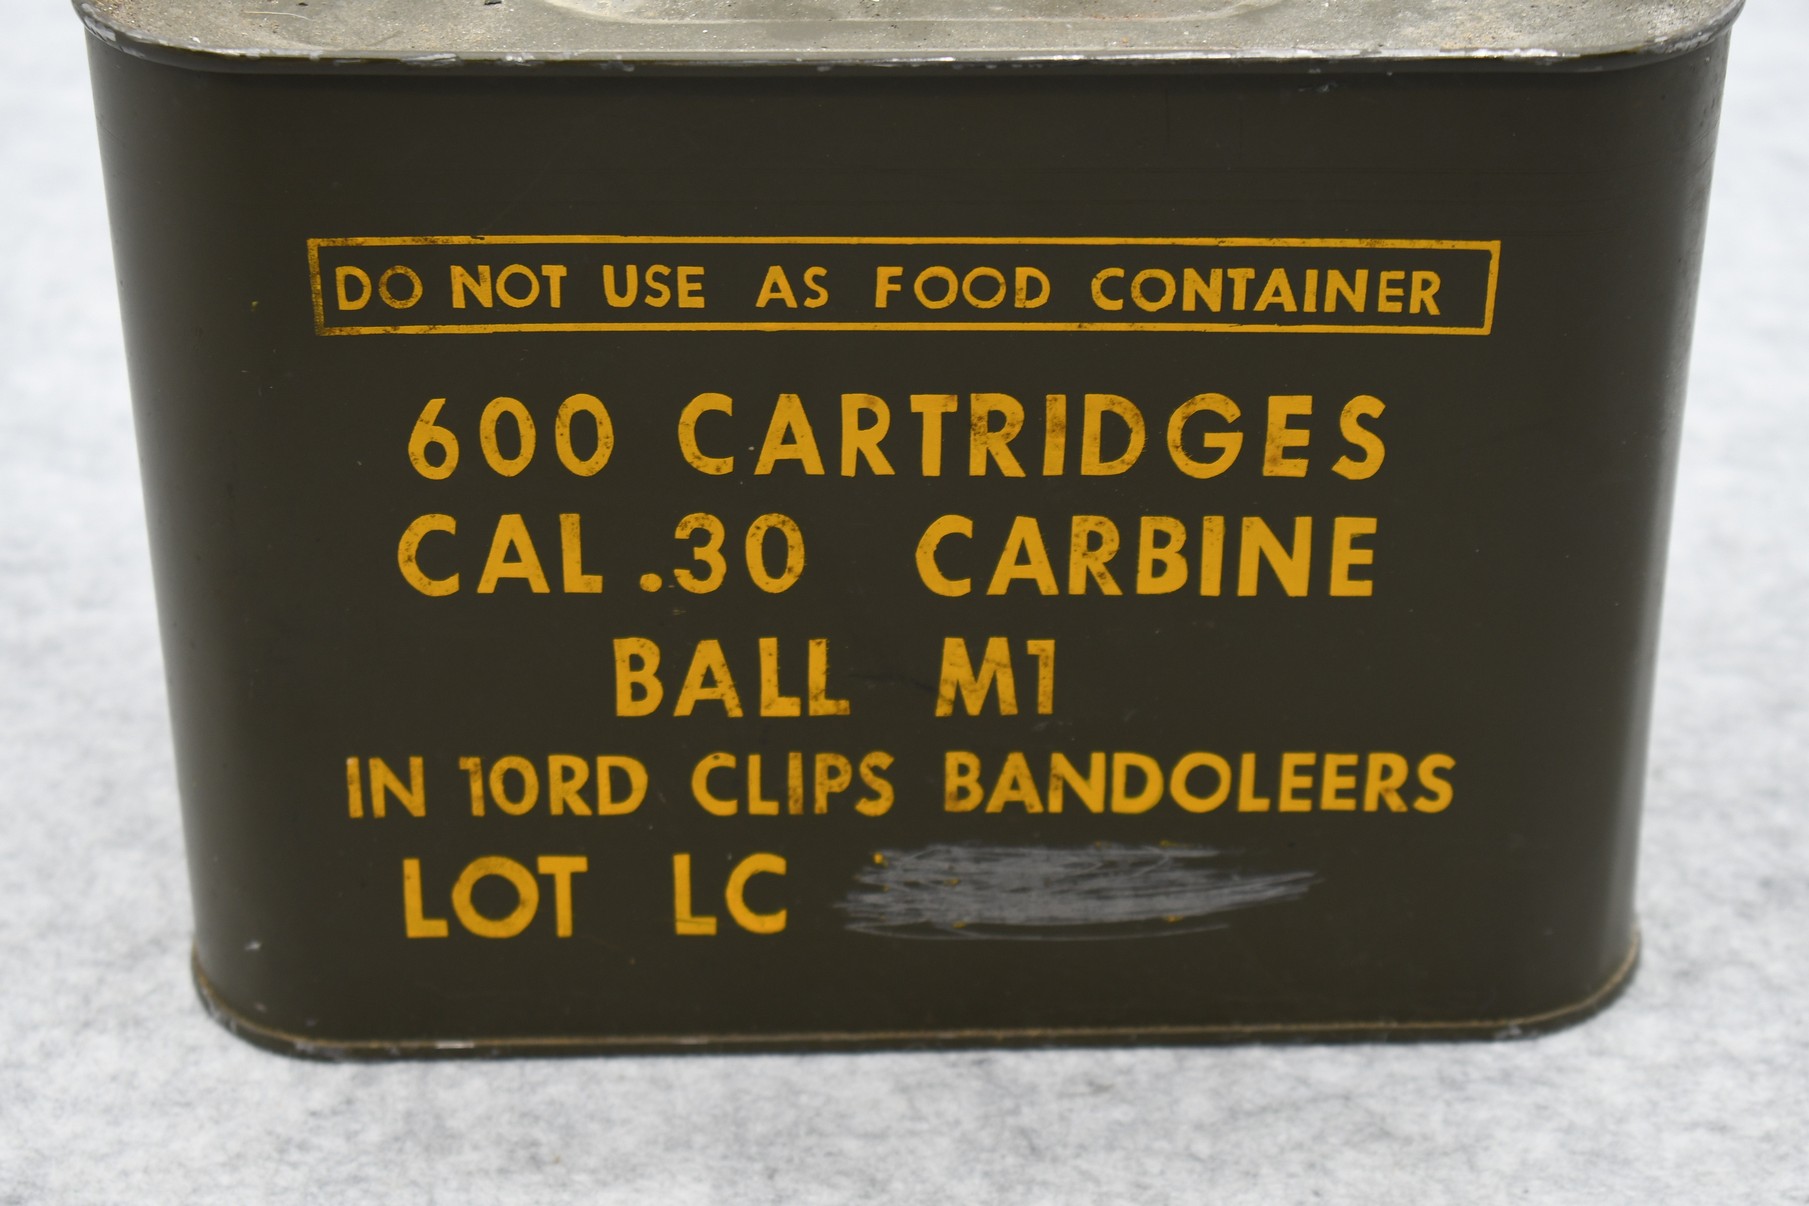 DO NOT USE AS FOOD CONTAINER
600 CARTRIDGES
CAL .30 CARBINE
BALL M1
IN 10RD CLIPS BANDOLEERS
LOT LC